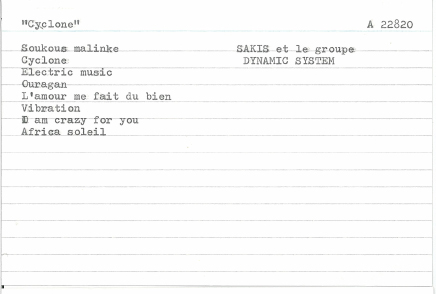 "Cyclone" A 22820
Soukous malinke SAKIS et le groupe
Cyclone DYNAMIC SYSTEM
Electric music
Ouragan
L'amour me fait du bien
Vibration
I am crazy for you
Africa soleil